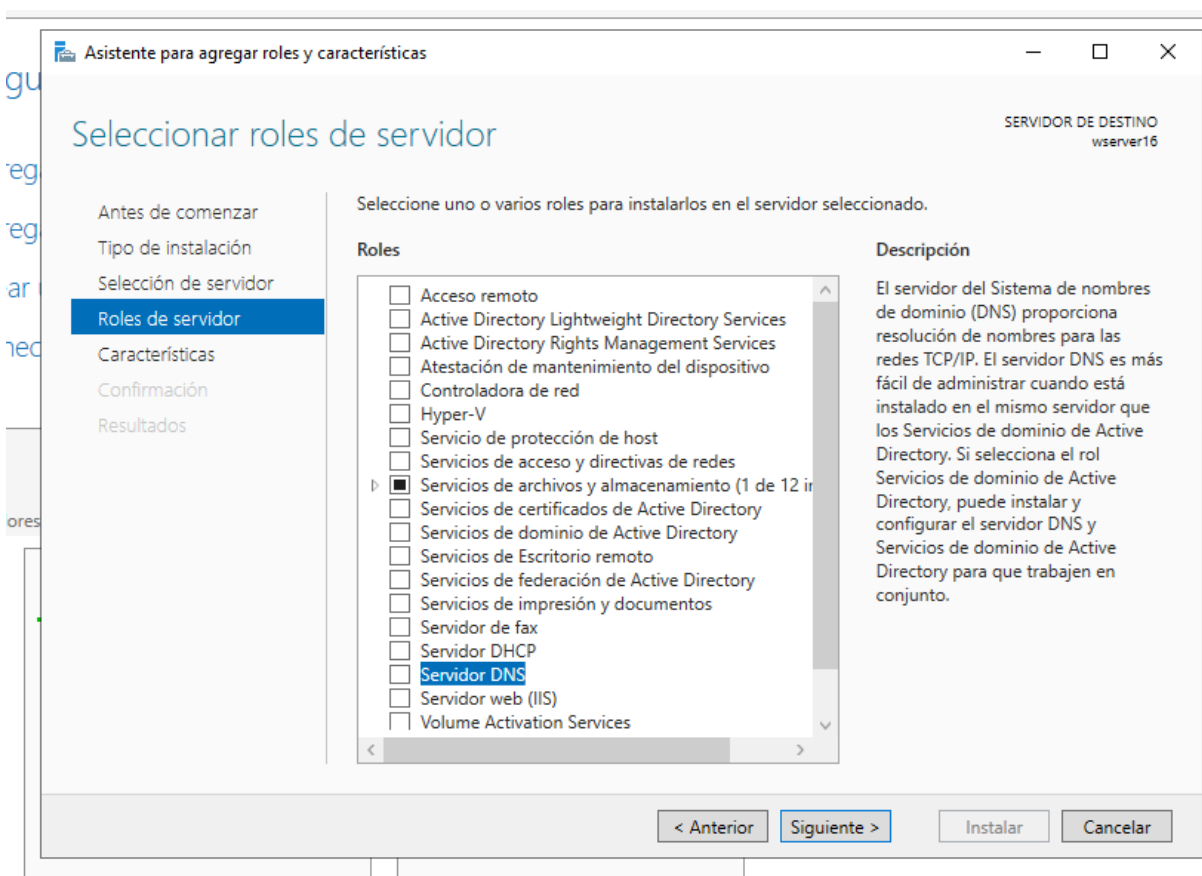 Asistente para agregar roles y características
Seleccionar roles de servidor
SERVIDOR DE DESTINO
wserver16
Antes de comenzar
Tipo de instalación
Selección de servidor
Roles de servidor
Características
Confirmación
Resultados
Seleccione uno o varios roles para instalarlos en el servidor seleccionado.
Roles
Acceso remoto
Active Directory Lightweight Directory Services
Active Directory Rights Management Services
Atestación de mantenimiento del dispositivo
Controladora de red
Hyper-V
Servicio de protección de host
Servicios de acceso y directivas de redes
Servicios de archivos y almacenamiento (1 de 12 in
Servicios de certificados de Active Directory
Servicios de dominio de Active Directory
Servicios de Escritorio remoto
Servicios de federación de Active Directory
Servicios de impresión y documentos
Servidor de fax
Servidor DHCP
Servidor DNS
Servidor web (IIS)
Volume Activation Services
Descripción
El servidor del Sistema de nombres
de dominio (DNS) proporciona
resolución de nombres para las
redes TCP/IP. El servidor DNS es más
fácil de administrar cuando está
instalado en el mismo servidor que
los Servicios de dominio de Active
Directory. Si selecciona el rol
Servicios de dominio de Active
Directory, puede instalar y
configurar el servidor DNS y
Servicios de dominio de Active
Directory para que trabajen en
conjunto.
< Anterior
Siguiente >
Instalar
Cancelar